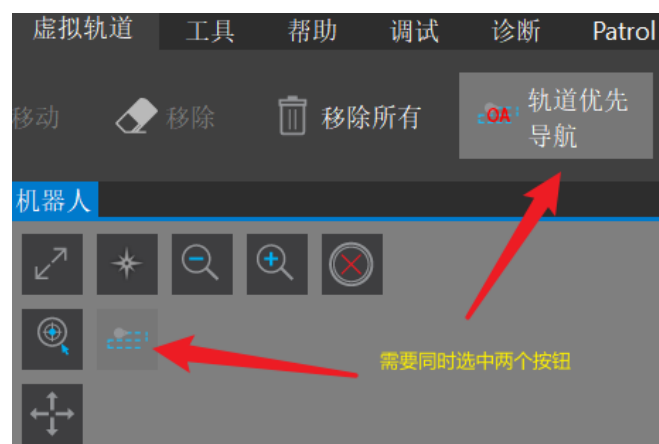 虚拟轨道 工具 帮助 调试 诊断 Patrol
移动 移除 移除所有 OA 轨道优先
导航
机器人
需要同时选中两个按钮